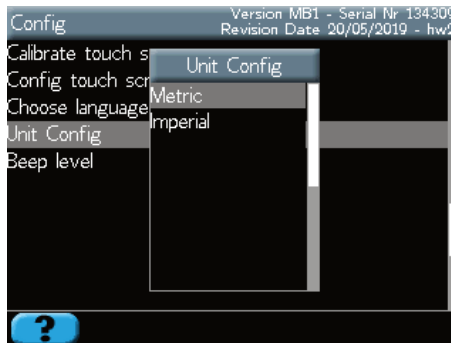 Config
Version MB1 - Serial Nr 134309
Revision Date 20/05/2019 - hw2
Calibrate touch s
Config touch scr
Choose language
Unit Config
Beep level
Unit Config
Metric
Imperial
?